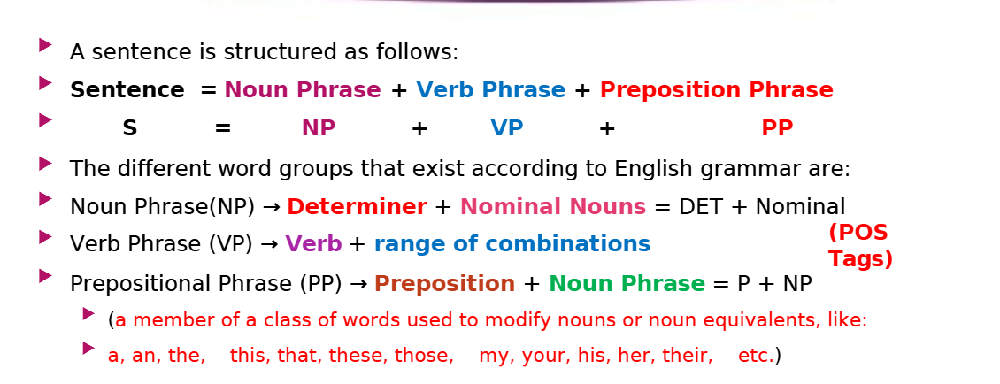 A sentence is structured as follows:
Sentence = Noun Phrase + Verb Phrase + Preposition Phrase
S = NP + VP + PP
The different word groups that exist according to English grammar are:
Noun Phrase(NP) → Determiner + Nominal Nouns = DET + Nominal
Verb Phrase (VP) → Verb + range of combinations
(POS
Tags)
Prepositional Phrase (PP) → Preposition + Noun Phrase = P + NP
(a member of a class of words used to modify nouns or noun equivalents, like:
a, an, the, this, that, these, those, my, your, his, her, their, etc.)